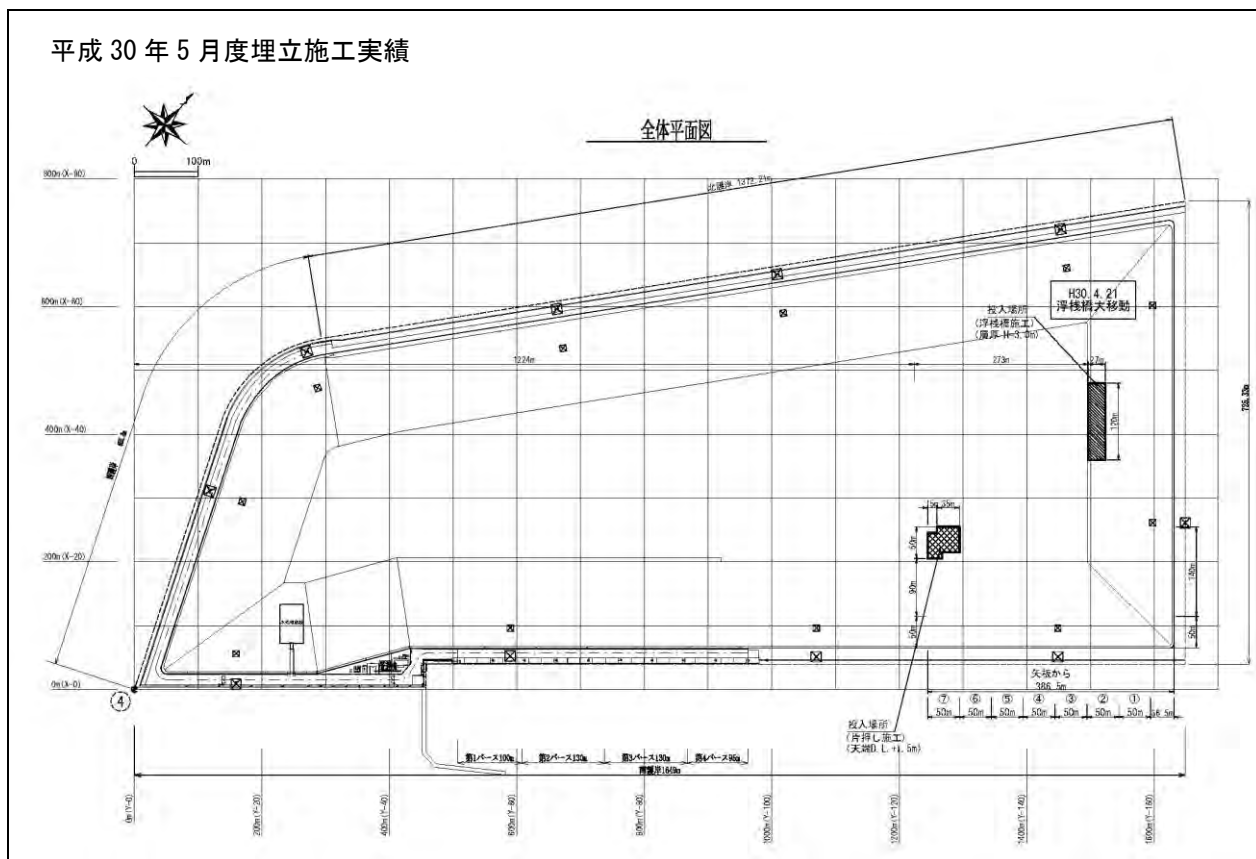 平成 30 年 5 月度埋立施工実績
全体平面図
0 100m
北護岸 1372.21m
800m(X-80)
600m(X-60)
400m(X-40)
200m(X-20)
0m(X-0)
H30.4.21
浮桟橋大移動
投入場所
(浮桟橋施工)
(層厚 H=3.0m)
1224m
273m
27m
120m
5m 35m
50m
90m
50m
140m
50m
矢板から
386.5m
⑦ ⑥ ⑤ ④ ③ ② ①
50m 50m 50m 50m 50m 50m 50m
投入場所
(片押し施工)
(天端D.L.+1.5m)
④
第1バース100m 第2バース130m 第3バース130m 第4バース95m
南護岸1649m
0m(Y-0)
200m(Y-20)
400m(Y-40)
600m(Y-60)
800m(Y-80)
1000m(Y-100)
1200m(Y-120)
1400m(Y-140)
1600m(Y-160)